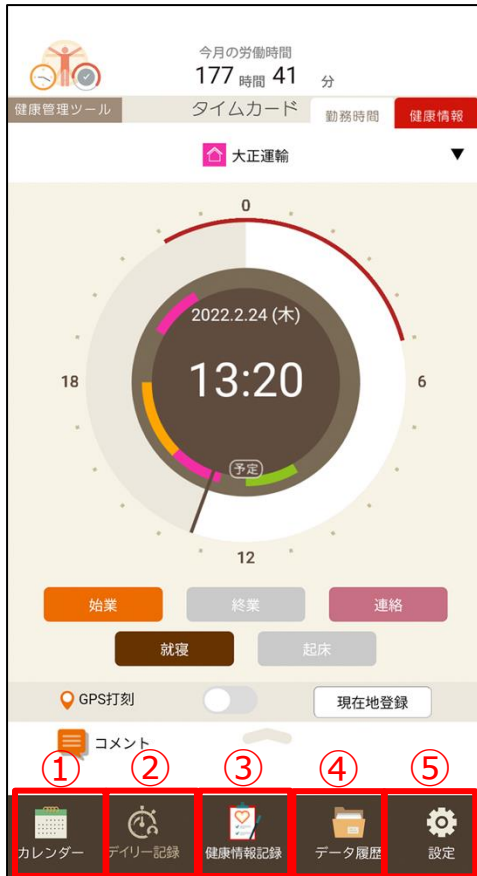 今月の労働時間
177 時間 41 分
健康管理ツール
タイムカード
勤務時間
健康情報
大正運輸 ▼
0
2022.2.24 (木)
13:20
18
6
予定
12
始業
終業
連絡
就寝
起床
GPS打刻
現在地登録
コメント
① ② ③ ④ ⑤
カレンダー
デイリー記録
健康情報記録
データ履歴
設定